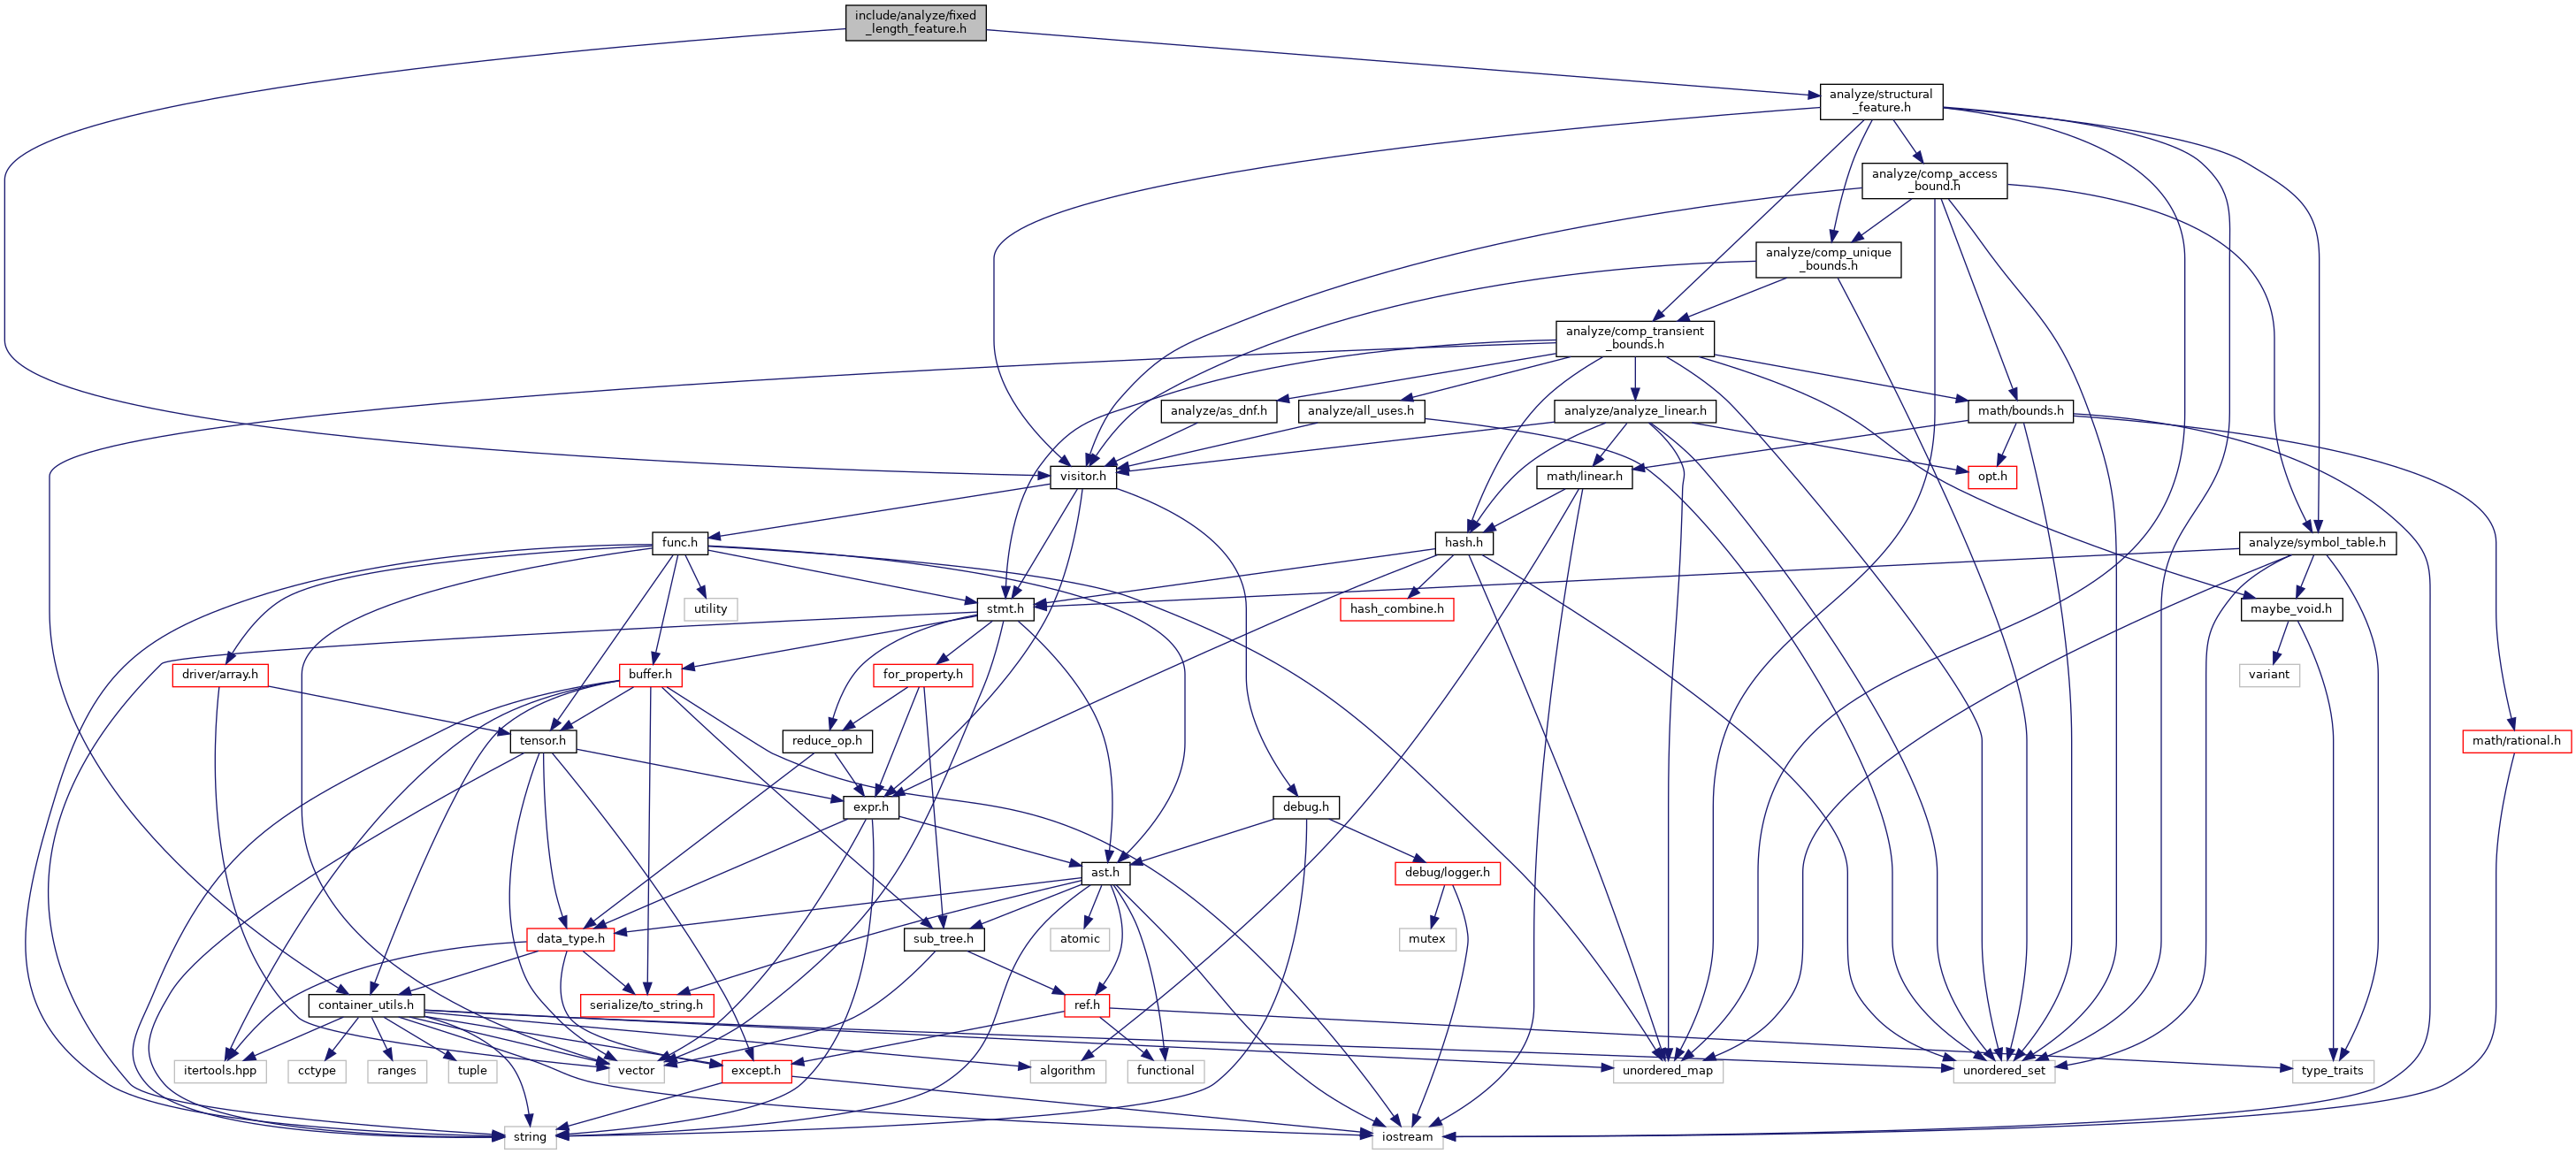 include/analyze/fixed
_length_feature.h
analyze/structural
_feature.h
analyze/comp_access
_bound.h
analyze/comp_unique
_bounds.h
analyze/comp_transient
_bounds.h
analyze/as_dnf.h
analyze/all_uses.h
analyze/analyze_linear.h
math/bounds.h
visitor.h
math/linear.h
opt.h
func.h
hash.h
analyze/symbol_table.h
utility
stmt.h
hash_combine.h
maybe_void.h
driver/array.h
buffer.h
for_property.h
variant
tensor.h
reduce_op.h
math/rational.h
expr.h
debug.h
ast.h
debug/logger.h
data_type.h
sub_tree.h
atomic
mutex
container_utils.h
serialize/to_string.h
ref.h
itertools.hpp
cctype
ranges
tuple
vector
except.h
algorithm
functional
unordered_map
unordered_set
type_traits
string
iostream